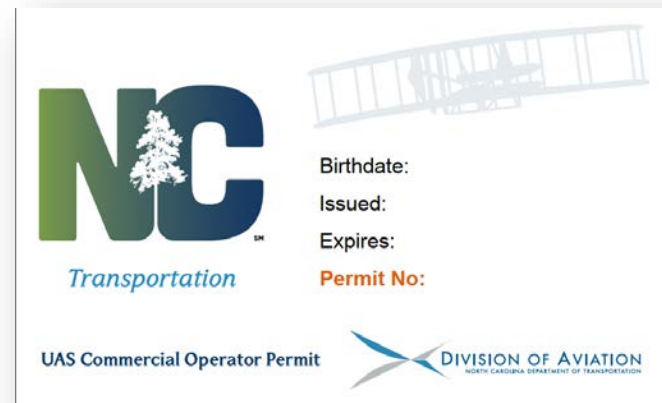 NC
SM
Transportation
Birthdate:
Issued:
Expires:
Permit No:
UAS Commercial Operator Permit
DIVISION OF AVIATION
NORTH CAROLINA DEPARTMENT OF TRANSPORTATION